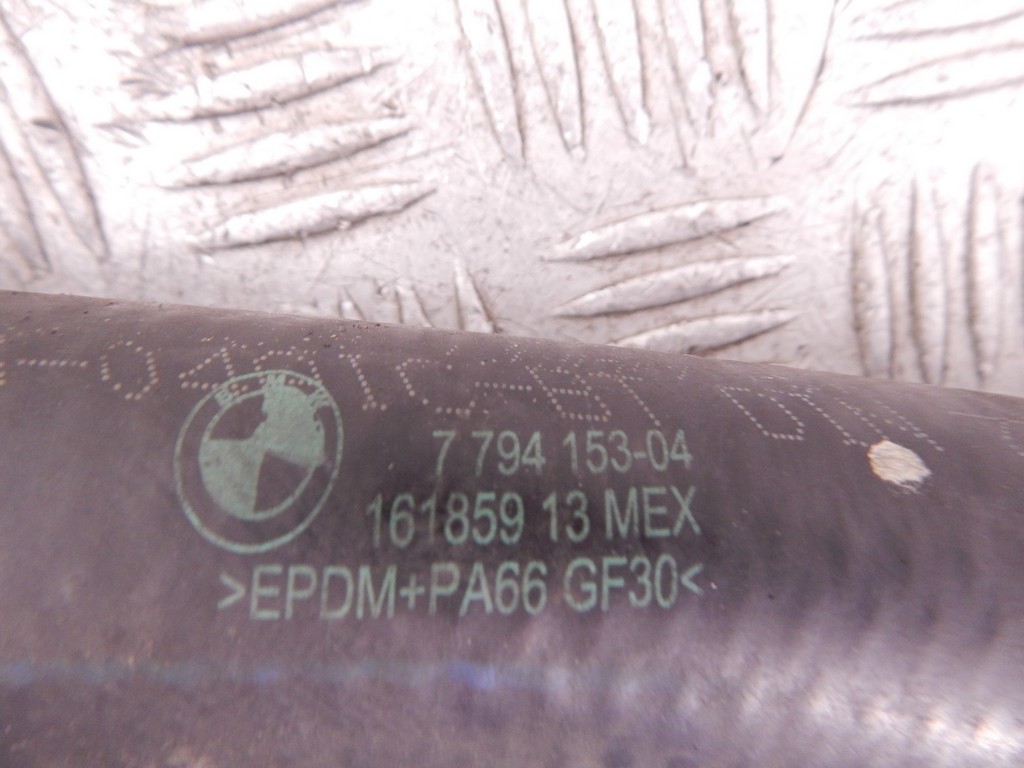 B.M.W
7 794 153-04
161859 13 MEX
>EPDM+PA66 GF30<